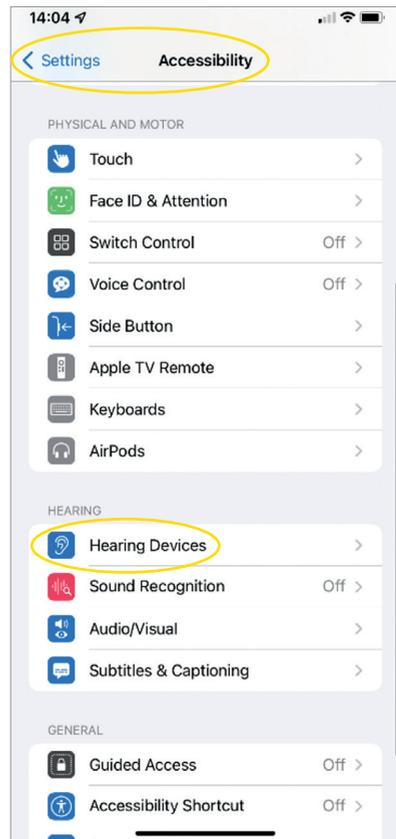 14:04
Settings Accessibility
PHYSICAL AND MOTOR
Touch
Face ID & Attention
Switch Control Off
Voice Control Off
Side Button
Apple TV Remote
Keyboards
AirPods
HEARING
Hearing Devices
Sound Recognition Off
Audio/Visual
Subtitles & Captioning
GENERAL
Guided Access Off
Accessibility Shortcut Off